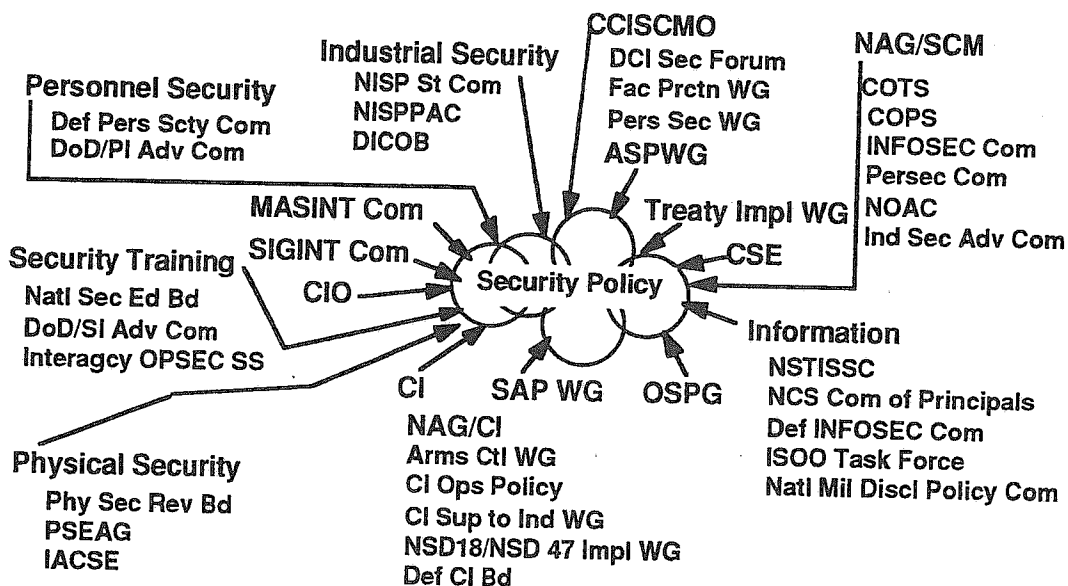 Personnel Security
Def Pers Scty Com
DoD/PI Adv Com
Industrial Security
NISP St Com
NISPPAC
DICOB
CCISCMO
DCI Sec Forum
Fac Prctn WG
Pers Sec WG
ASPWG
NAG/SCM
COTS
COPS
INFOSEC Com
Persec Com
NOAC
Ind Sec Adv Com
MASINT Com
SIGINT Com
CIO
Treaty Impl WG
CSE
Security Policy
Security Training
Natl Sec Ed Bd
DoD/SI Adv Com
Interagcy OPSEC SS
Physical Security
Phy Sec Rev Bd
PSEAG
IACSE
CI
NAG/CI
Arms Ctl WG
CI Ops Policy
CI Sup to Ind WG
NSD18/NSD 47 Impl WG
Def CI Bd
SAP WG
OSPG
Information
NSTISSC
NCS Com of Principals
Def INFOSEC Com
ISOO Task Force
Natl Mil Discl Policy Com